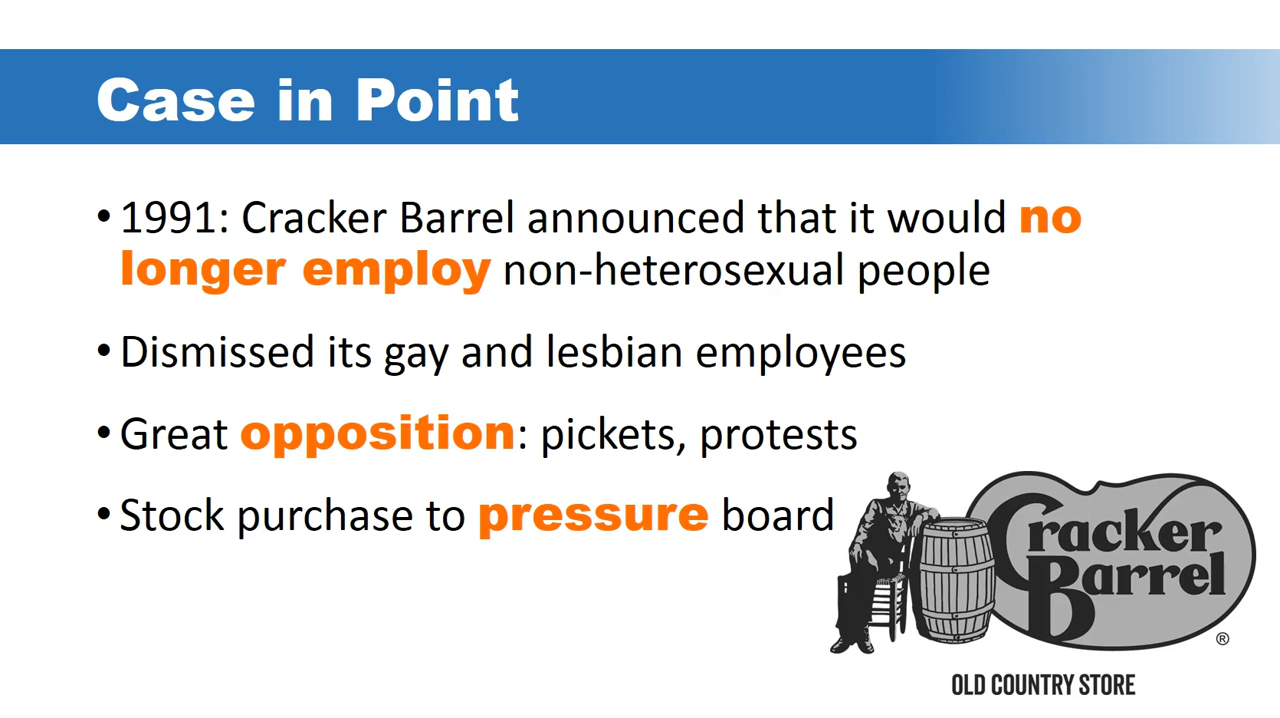 Case in Point
• 1991: Cracker Barrel announced that it would no
longer employ non-heterosexual people
• Dismissed its gay and lesbian employees
• Great opposition: pickets, protests
• Stock purchase to pressure board
Cracker
Barrel
®
OLD COUNTRY STORE